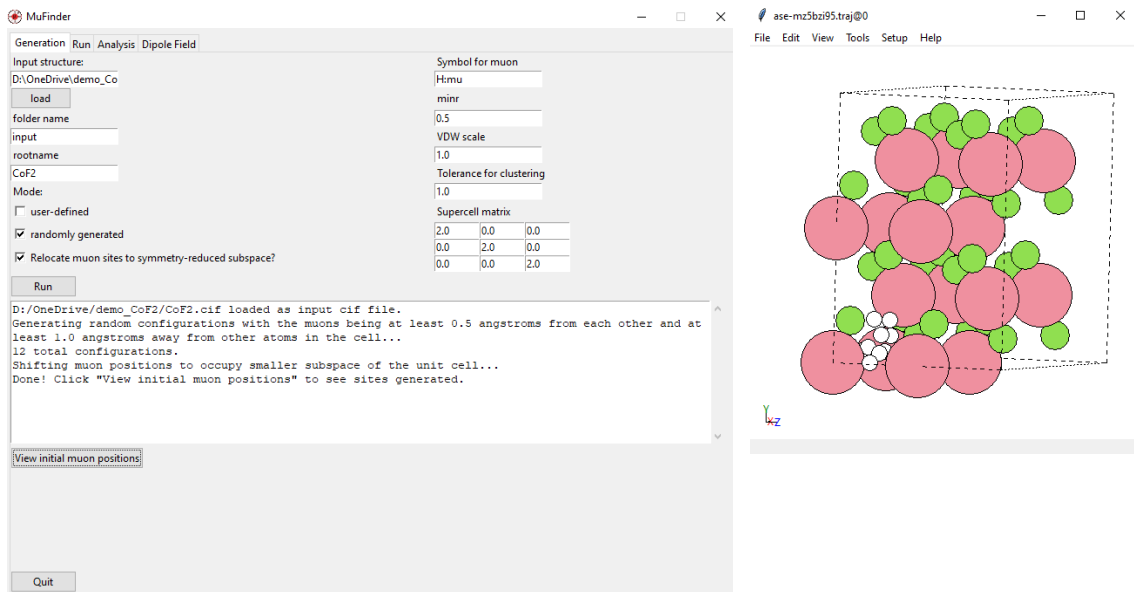 MuFinder
Generation Run Analysis Dipole Field
Input structure:
D:\OneDrive\demo_Co
load
folder name
input
rootname
CoF2
Mode:
user-defined
randomly generated
Relocate muon sites to symmetry-reduced subspace?
Run
Symbol for muon
H:mu
minr
0.5
VDW scale
1.0
Tolerance for clustering
1.0
Supercell matrix
2.0 0.0 0.0
0.0 2.0 0.0
0.0 0.0 2.0
D:/OneDrive/demo_CoF2/CoF2.cif loaded as input cif file.
Generating random configurations with the muons being at least 0.5 angstroms from each other and at
least 1.0 angstroms away from other atoms in the cell...
12 total configurations.
Shifting muon positions to occupy smaller subspace of the unit cell...
Done! Click "View initial muon positions" to see sites generated.
View initial muon positions
Quit
ase-mz5bzi95.traj@0
File Edit View Tools Setup Help
Y
X Z